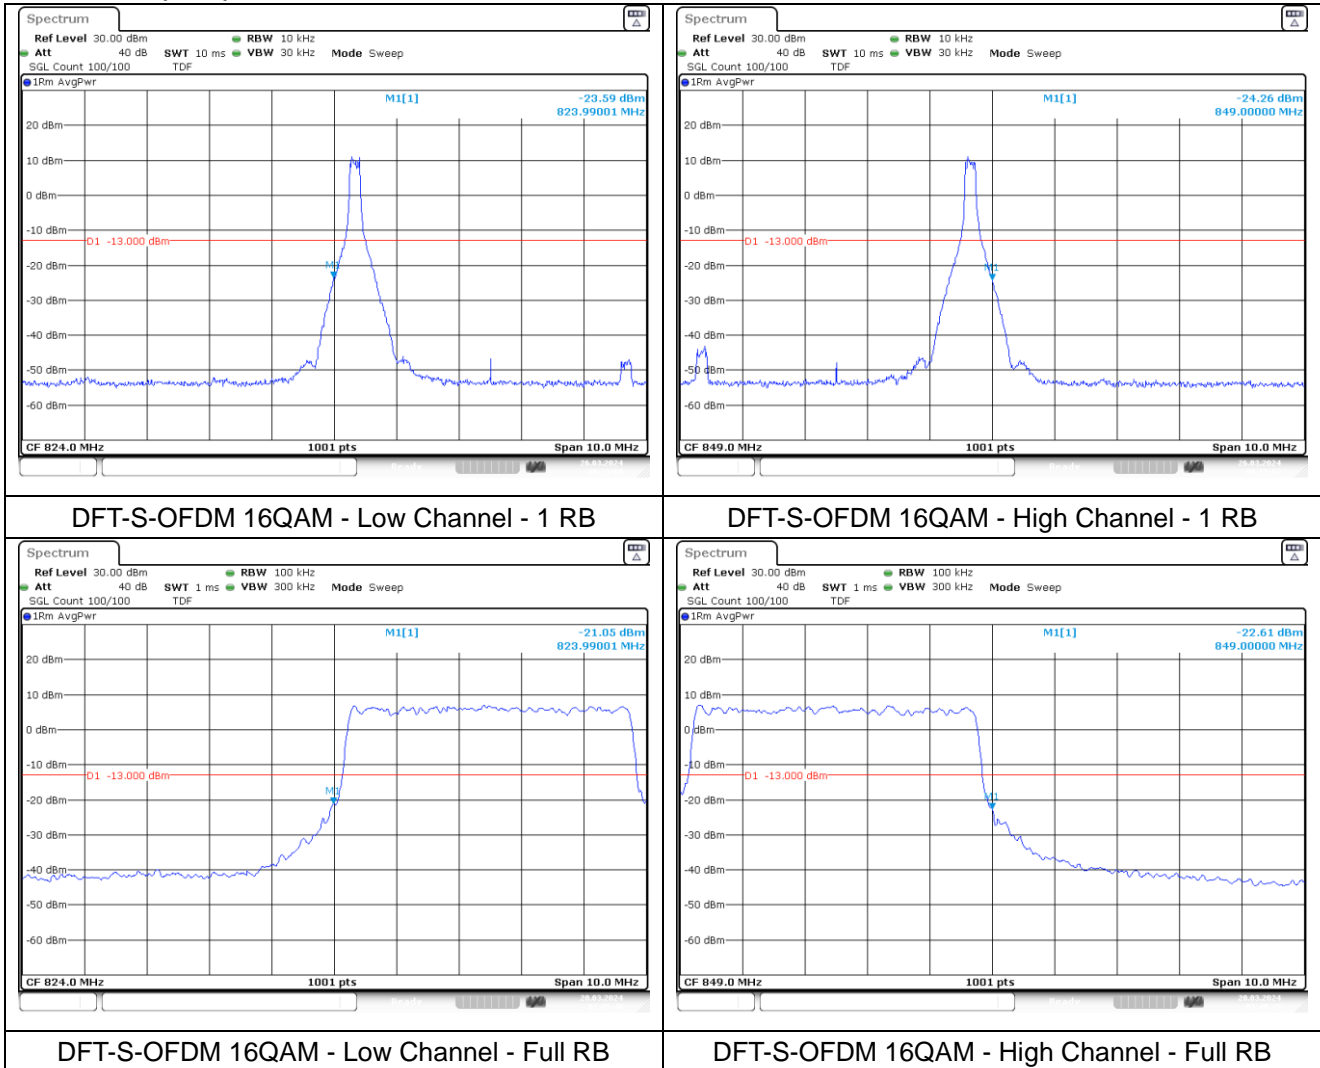 Spectrum
Ref Level 30.00 dBm RBW 10 kHz
Att 40 dB SWT 10 ms VBW 30 kHz Mode Sweep
SGL Count 100/100 TDF
1Rm AvgPwr
M1[1] -23.59 dBm
823.99001 MHz
20 dBm
10 dBm
0 dBm
-10 dBm
D1 -13.000 dBm
-20 dBm
M1
-30 dBm
-40 dBm
-50 dBm
-60 dBm
CF 824.0 MHz 1001 pts Span 10.0 MHz
Spectrum
Ref Level 30.00 dBm RBW 10 kHz
Att 40 dB SWT 10 ms VBW 30 kHz Mode Sweep
SGL Count 100/100 TDF
1Rm AvgPwr
M1[1] -24.26 dBm
849.00000 MHz
20 dBm
10 dBm
0 dBm
-10 dBm
D1 -13.000 dBm
-20 dBm
M1
-30 dBm
-40 dBm
-50 dBm
-60 dBm
CF 849.0 MHz 1001 pts Span 10.0 MHz
DFT-S-OFDM 16QAM - Low Channel - 1 RB
DFT-S-OFDM 16QAM - High Channel - 1 RB
Spectrum
Ref Level 30.00 dBm RBW 100 kHz
Att 40 dB SWT 1 ms VBW 300 kHz Mode Sweep
SGL Count 100/100 TDF
1Rm AvgPwr
M1[1] -21.05 dBm
823.99001 MHz
20 dBm
10 dBm
0 dBm
-10 dBm
D1 -13.000 dBm
-20 dBm
M1
-30 dBm
-40 dBm
-50 dBm
-60 dBm
CF 824.0 MHz 1001 pts Span 10.0 MHz
Spectrum
Ref Level 30.00 dBm RBW 100 kHz
Att 40 dB SWT 1 ms VBW 300 kHz Mode Sweep
SGL Count 100/100 TDF
1Rm AvgPwr
M1[1] -22.61 dBm
849.00000 MHz
20 dBm
10 dBm
0 dBm
-10 dBm
D1 -13.000 dBm
-20 dBm
M1
-30 dBm
-40 dBm
-50 dBm
-60 dBm
CF 849.0 MHz 1001 pts Span 10.0 MHz
DFT-S-OFDM 16QAM - Low Channel - Full RB
DFT-S-OFDM 16QAM - High Channel - Full RB